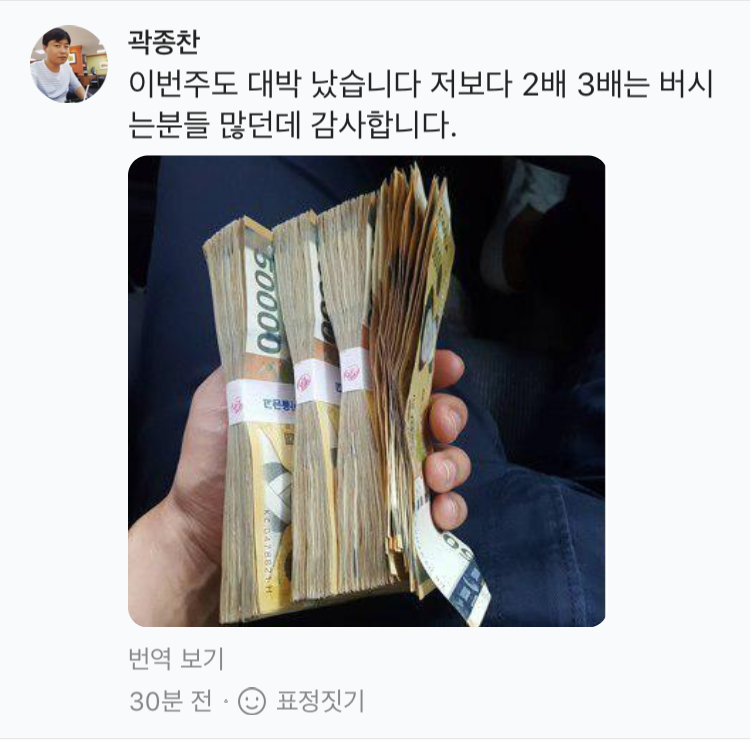 곽종찬
이번주도 대박 났습니다 저보다 2배 3배는 버시
는분들 많던데 감사합니다.
50000
번역 보기
30분 전 · 표정짓기